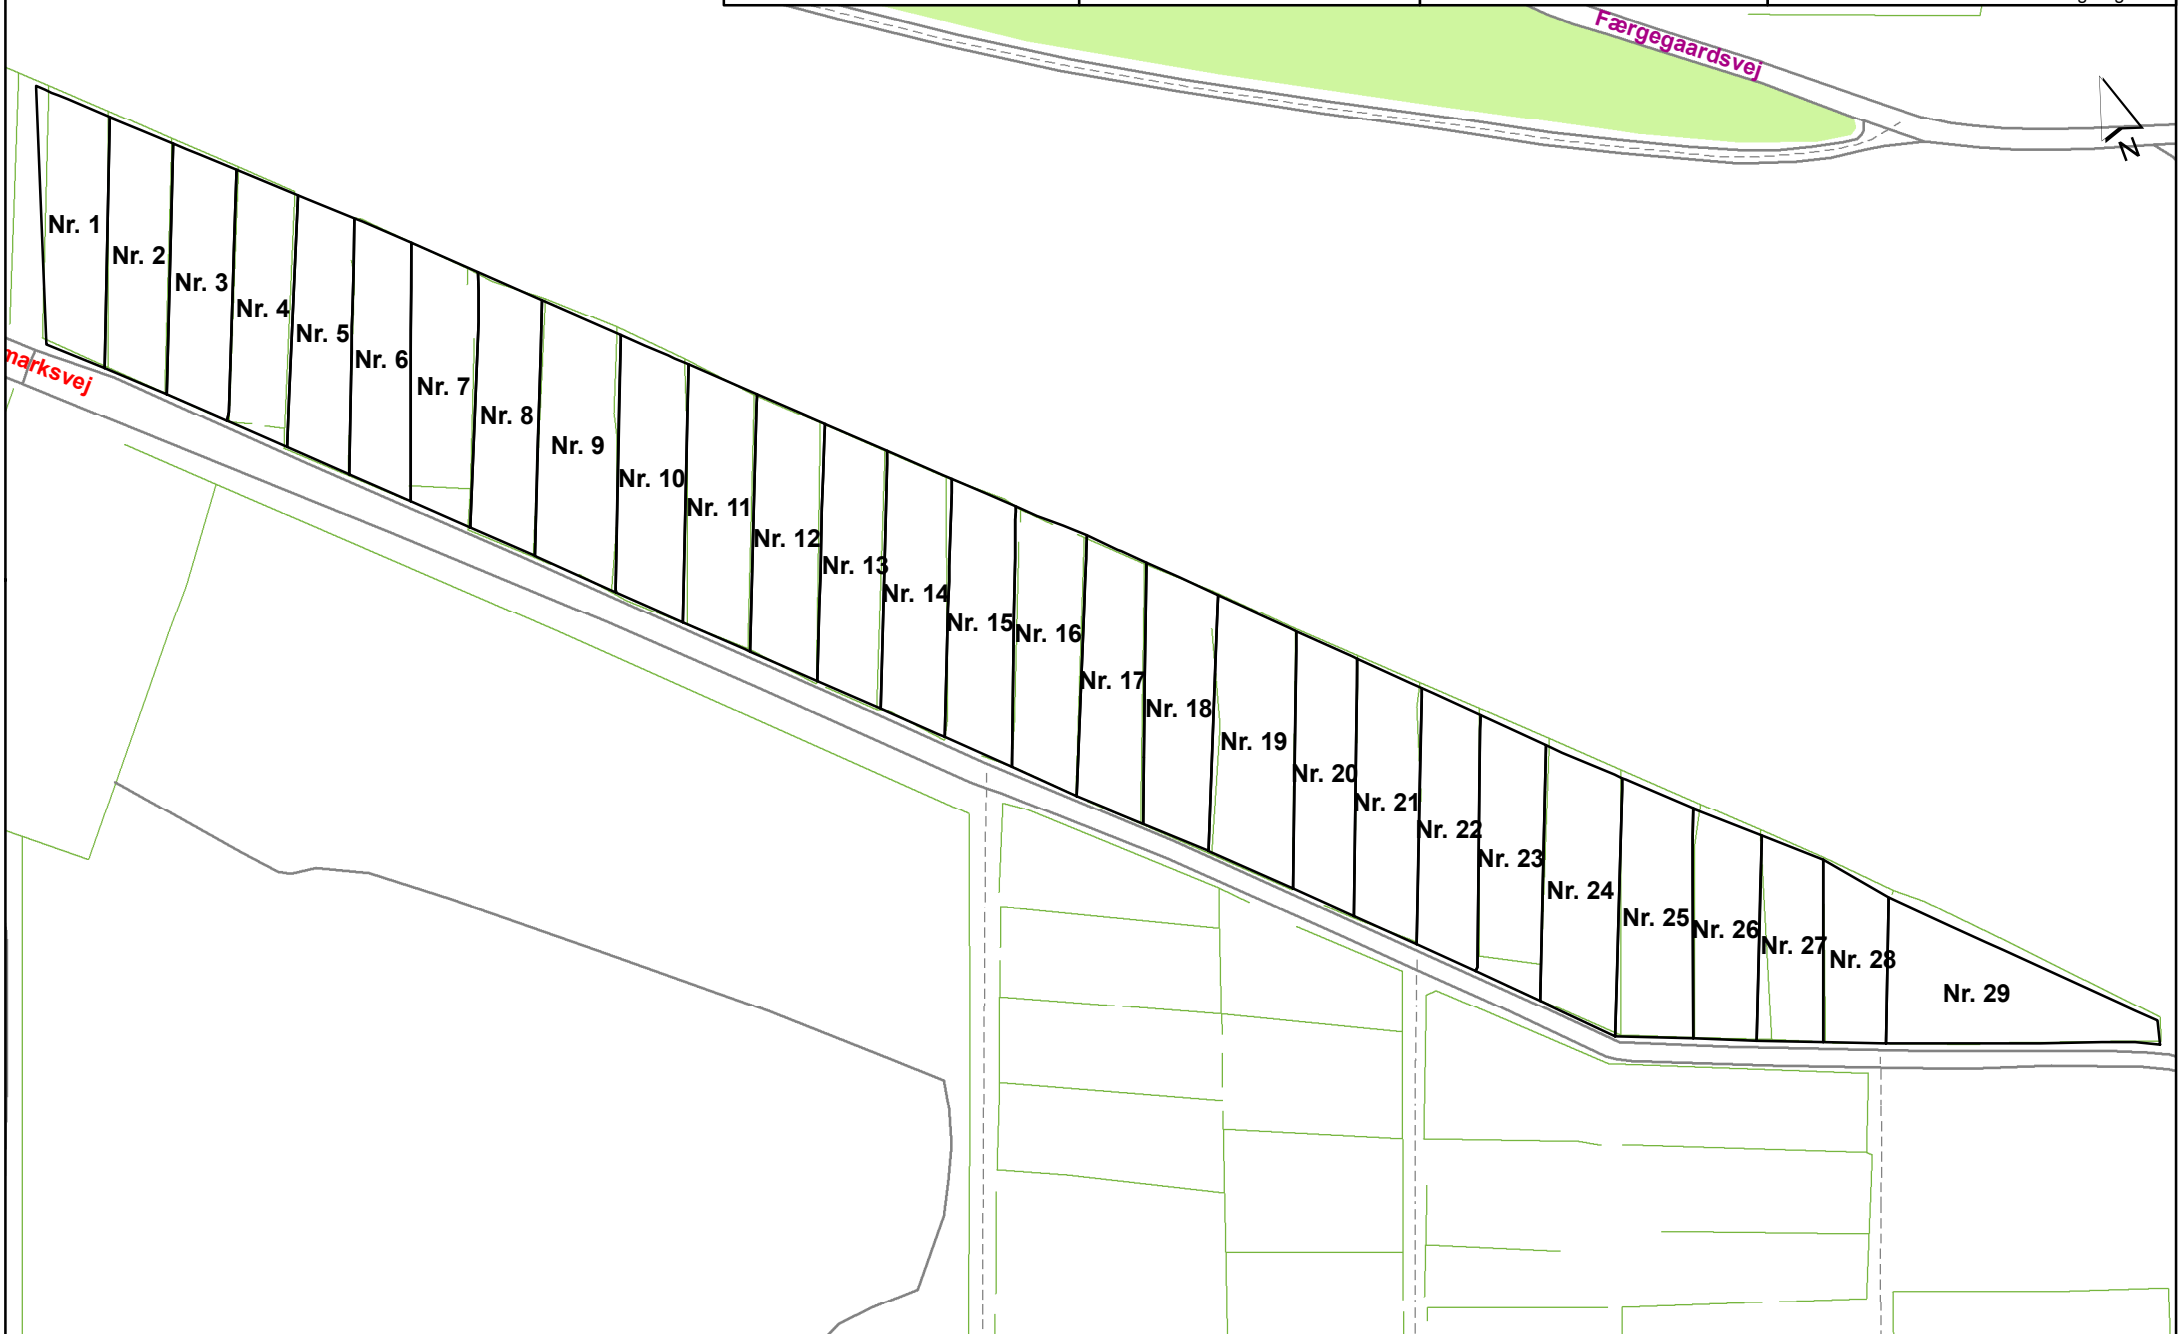 Færgegaardsvej
N
Nr. 1
Nr. 2
Nr. 3
Nr. 4
Nr. 5
Nr. 6
marksvej
Nr. 7
Nr. 8
Nr. 9
Nr. 10
Nr. 11
Nr. 12
Nr. 13
Nr. 14
Nr. 15
Nr. 16
Nr. 17
Nr. 18
Nr. 19
Nr. 20
Nr. 21
Nr. 22
Nr. 23
Nr. 24
Nr. 25
Nr. 26
Nr. 27
Nr. 28
Nr. 29